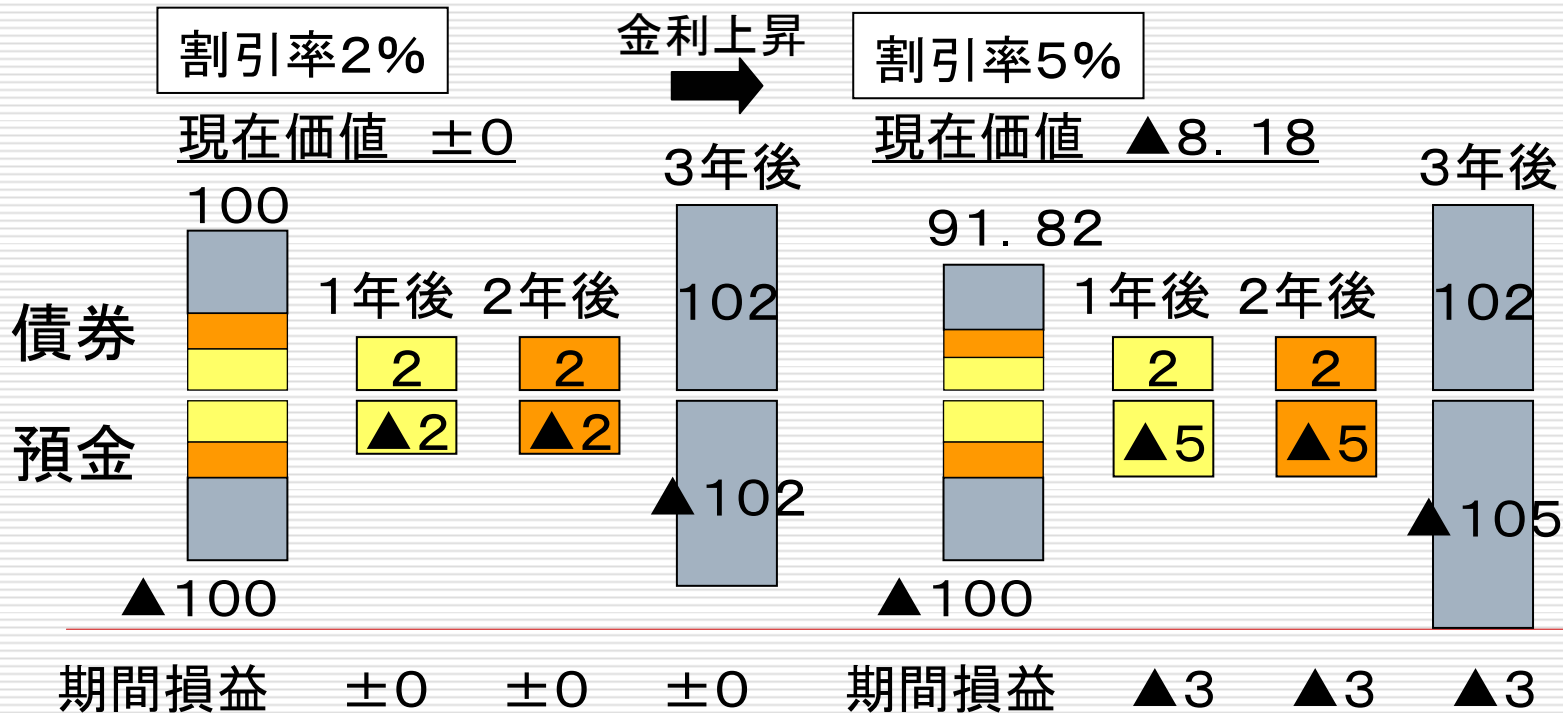 割引率2%
金利上昇
割引率5%
現在価値 ±0
現在価値 ▲8.18
3年後
3年後
100
91.82
1年後 2年後
102
1年後 2年後
102
債券
2
2
2
2
預金
▲2
▲2
▲5
▲5
▲102
▲105
▲100
▲100
期間損益 ±0 ±0 ±0
期間損益 ▲3 ▲3 ▲3